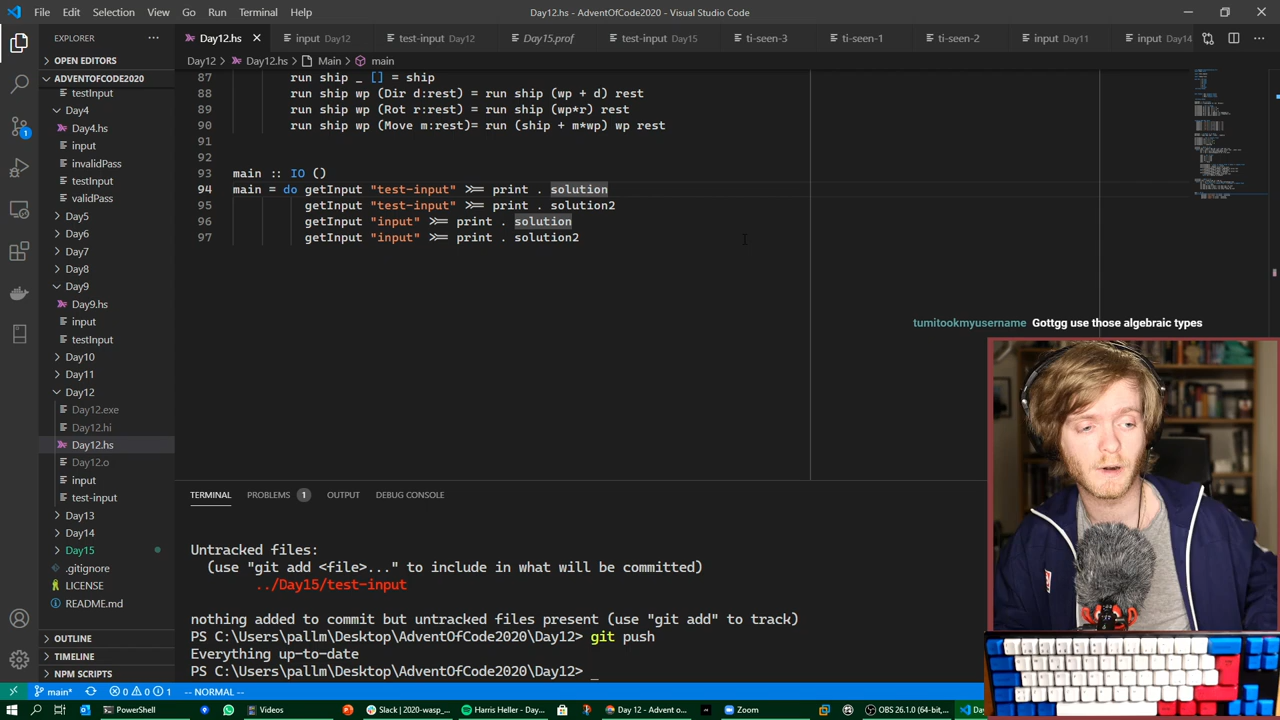 File Edit Selection View Go Run Terminal Help
Day12.hs - AdventOfCode2020 - Visual Studio Code
EXPLORER
OPEN EDITORS
ADVENTOFCODE2020
testInput
Day4
Day4.hs
input
invalidPass
testInput
validPass
Day5
Day6
Day7
Day8
Day9
Day9.hs
input
testInput
Day10
Day11
Day12
Day12.exe
Day12.hi
Day12.hs
Day12.o
input
test-input
Day13
Day14
Day15
.gitignore
LICENSE
README.md
OUTLINE
TIMELINE
NPM SCRIPTS
Day12.hs
input Day12
test-input Day12
Day15.prof
test-input Day15
ti-seen-3
ti-seen-1
ti-seen-2
input Day11
input Day14
Day12 > Day12.hs > Main > main
87 run ship _ [] = ship
88 run ship wp (Dir d:rest) = run ship (wp + d) rest
89 run ship wp (Rot r:rest) = run ship (wp*r) rest
90 run ship wp (Move m:rest)= run (ship + m*wp) wp rest
91
92
93 main :: IO ()
94 main = do getInput "test-input" >>= print . solution
95 getInput "test-input" >>= print . solution2
96 getInput "input" >>= print . solution
97 getInput "input" >>= print . solution2
tumitookmyusername Gottgg use those algebraic types
TERMINAL PROBLEMS 1 OUTPUT DEBUG CONSOLE
Untracked files:
(use "git add <file>..." to include in what will be committed)
../Day15/test-input
nothing added to commit but untracked files present (use "git add" to track)
PS C:\Users\pallm\Desktop\AdventOfCode2020\Day12> git push
Everything up-to-date
PS C:\Users\pallm\Desktop\AdventOfCode2020\Day12> _
main* 0 0 1 -- NORMAL --
PowerShell
Videos
Slack | 2020-wasp_...
Harris Heller - Day...
Day 12 - Advent o...
Zoom
OBS 26.1.0 (64-bit,...